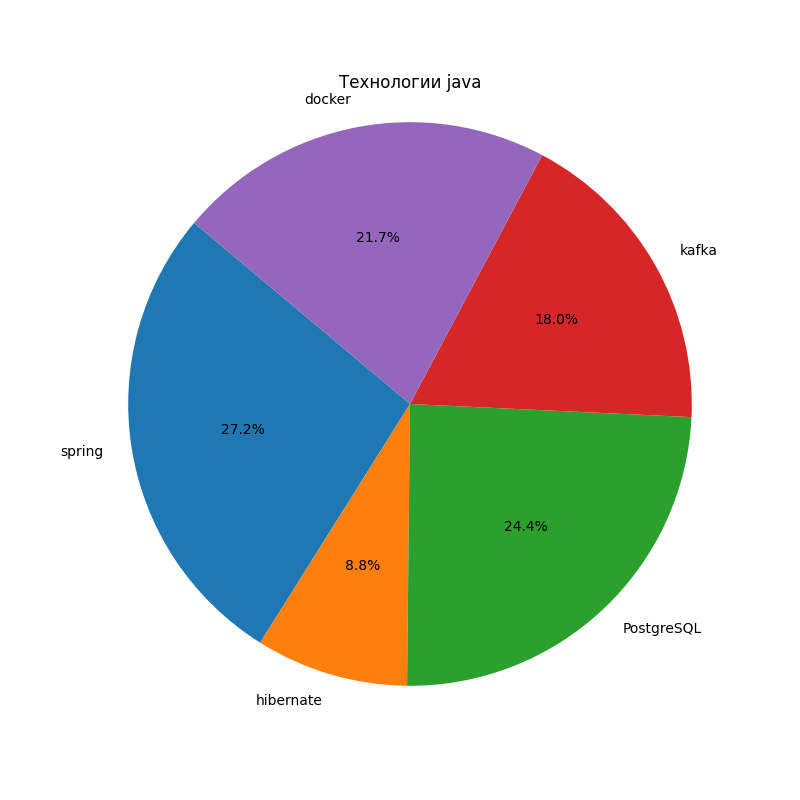 Технологии java
docker
21.7%
kafka
18.0%
27.2%
spring
24.4%
8.8%
PostgreSQL
hibernate